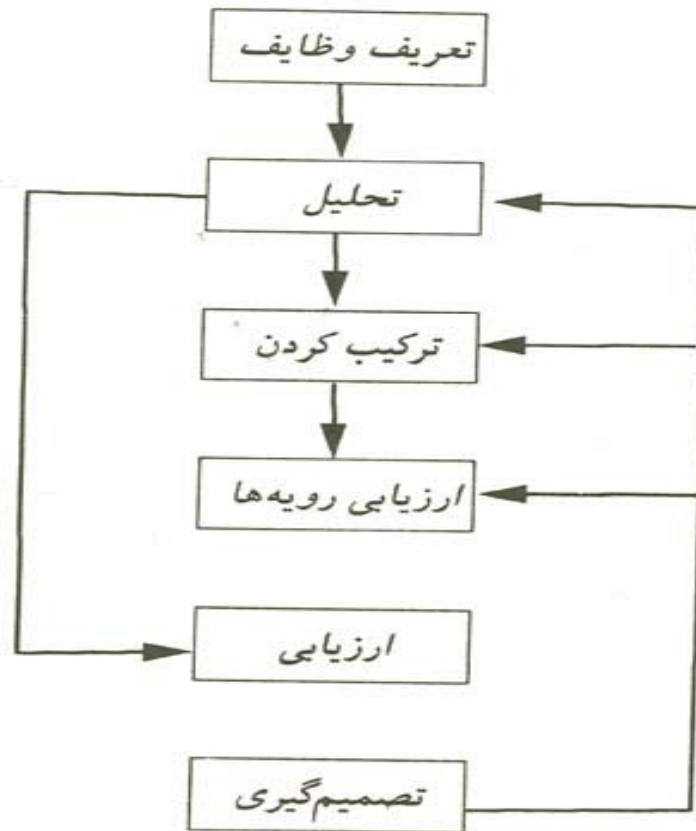 تعریف وظایف
تحلیل
ترکیب کردن
ارزیابی رویه‌ها
ارزیابی
تصمیم‌گیری